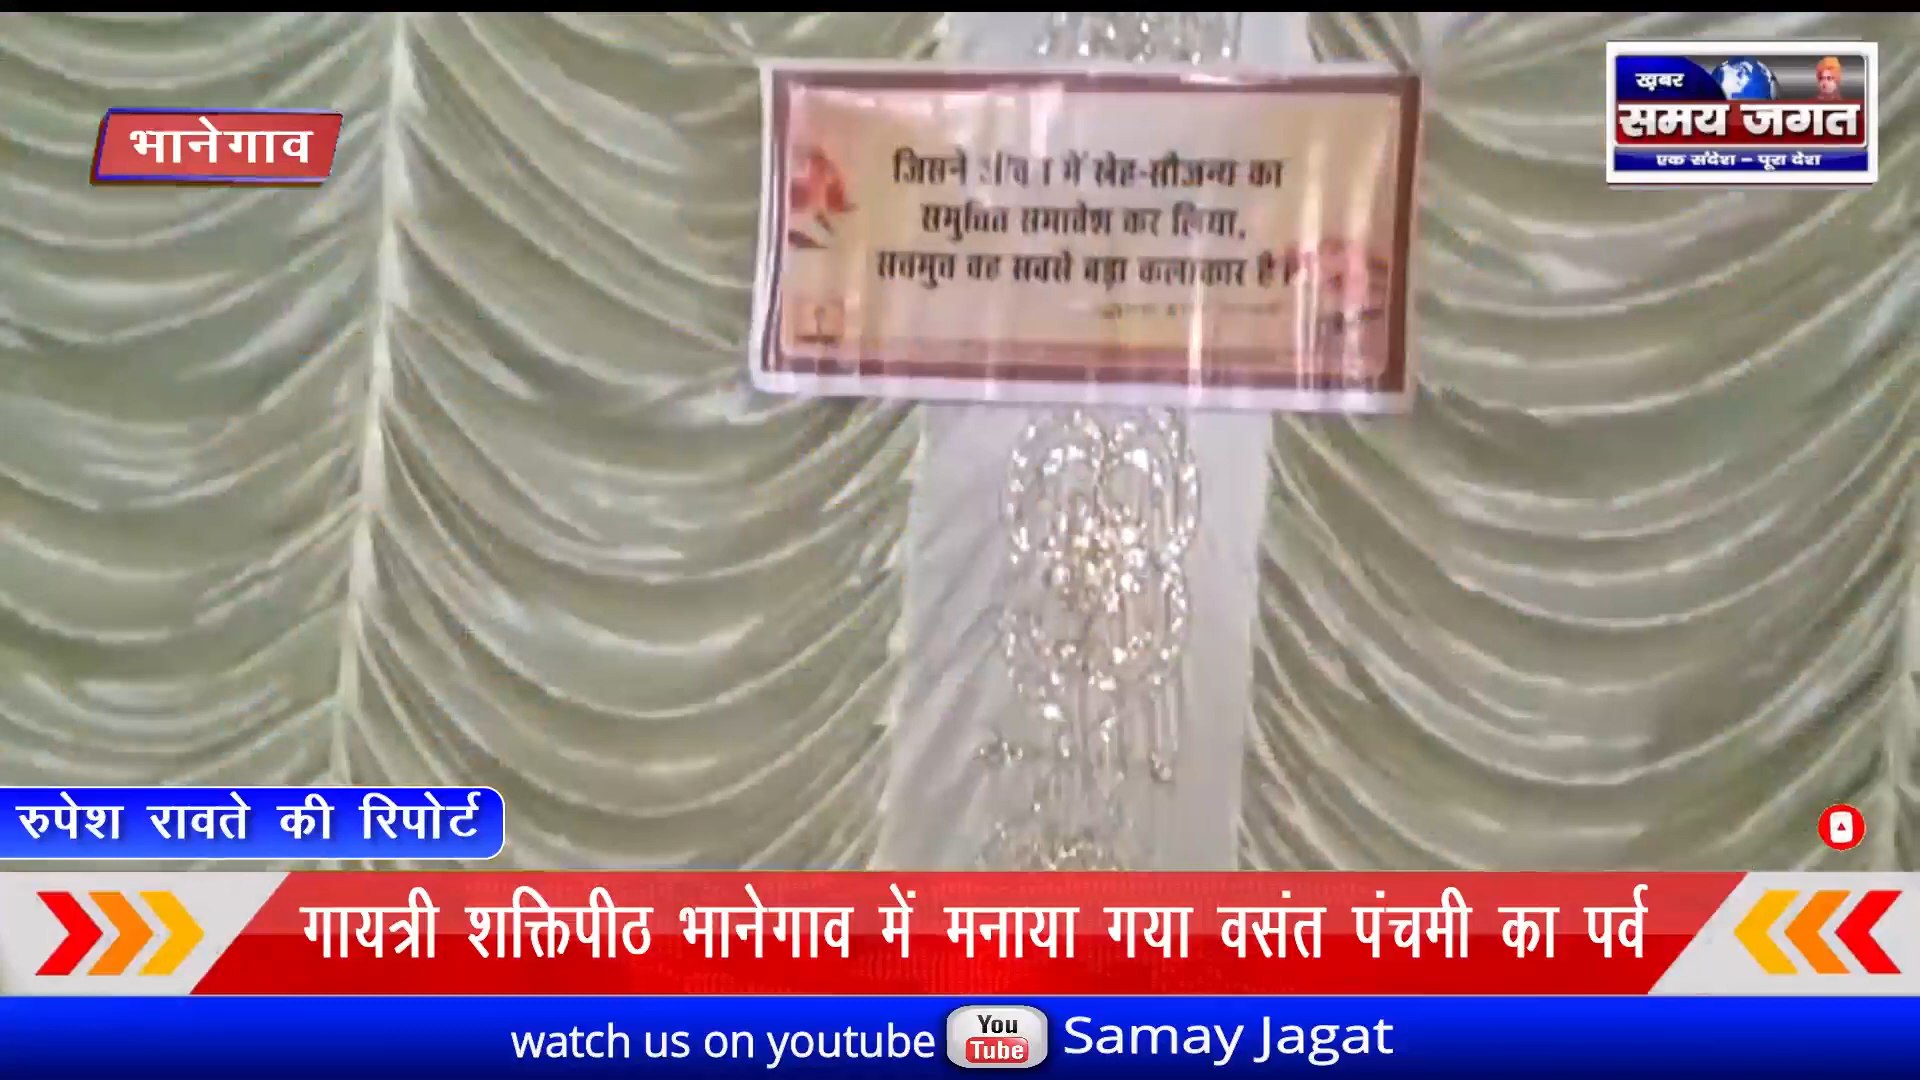 भानेगाव
ख़बर
समय जगत
एक संदेश – पूरा देश
जिसने में स्नेह-सौजन्य का
समुचित समावेश कर लिया,
सचमुच वह सबसे बड़ा कलाकार है।
रुपेश रावते की रिपोर्ट
गायत्री शक्तिपीठ भानेगाव में मनाया गया वसंत पंचमी का पर्व
watch us on youtube You Tube Samay Jagat